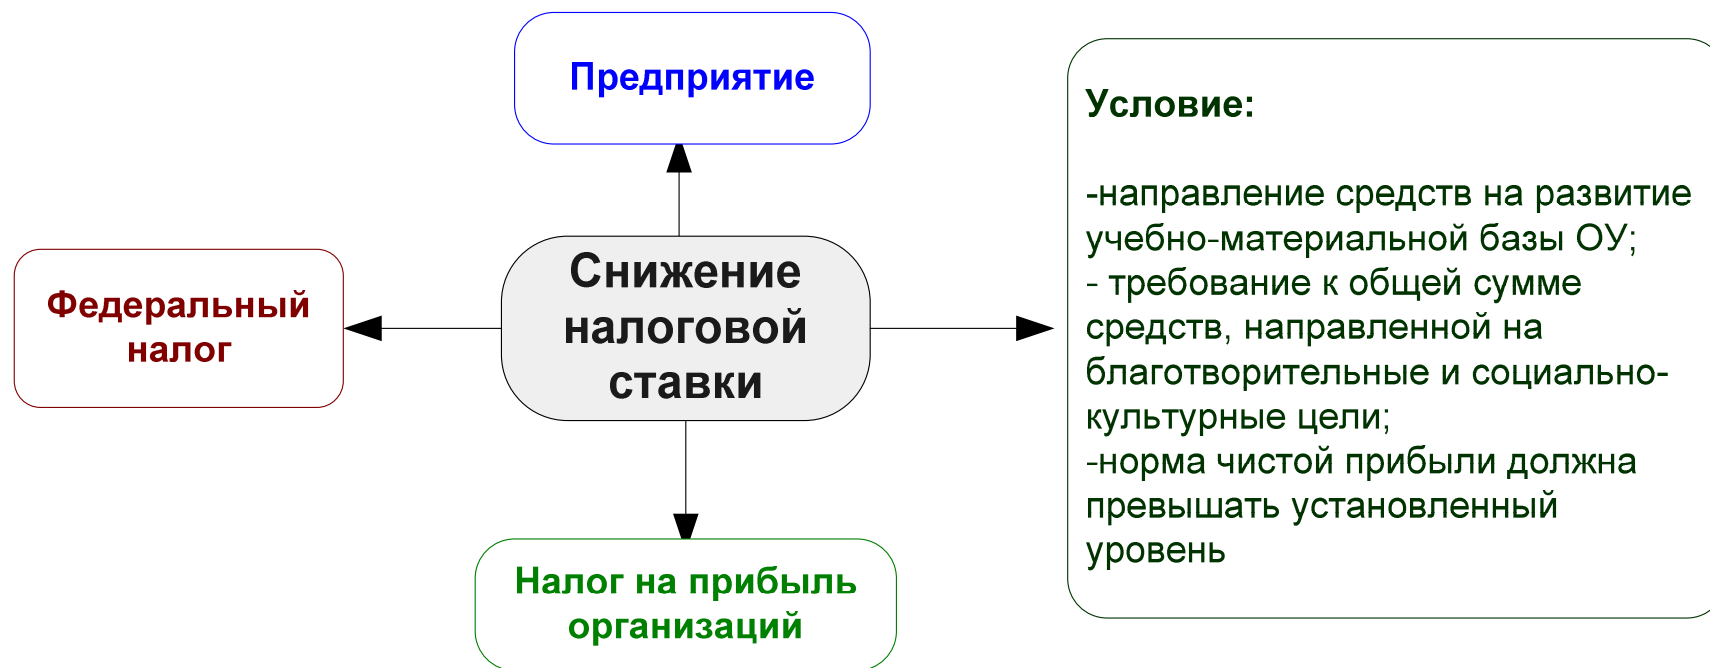 Предприятие
Условие:
-направление средств на развитие
учебно-материальной базы ОУ;
- требование к общей сумме
средств, направленной на
благотворительные и социально-
культурные цели;
-норма чистой прибыли должна
превышать установленный
уровень
Снижение
налоговой
ставки
Федеральный
налог
Налог на прибыль
организаций